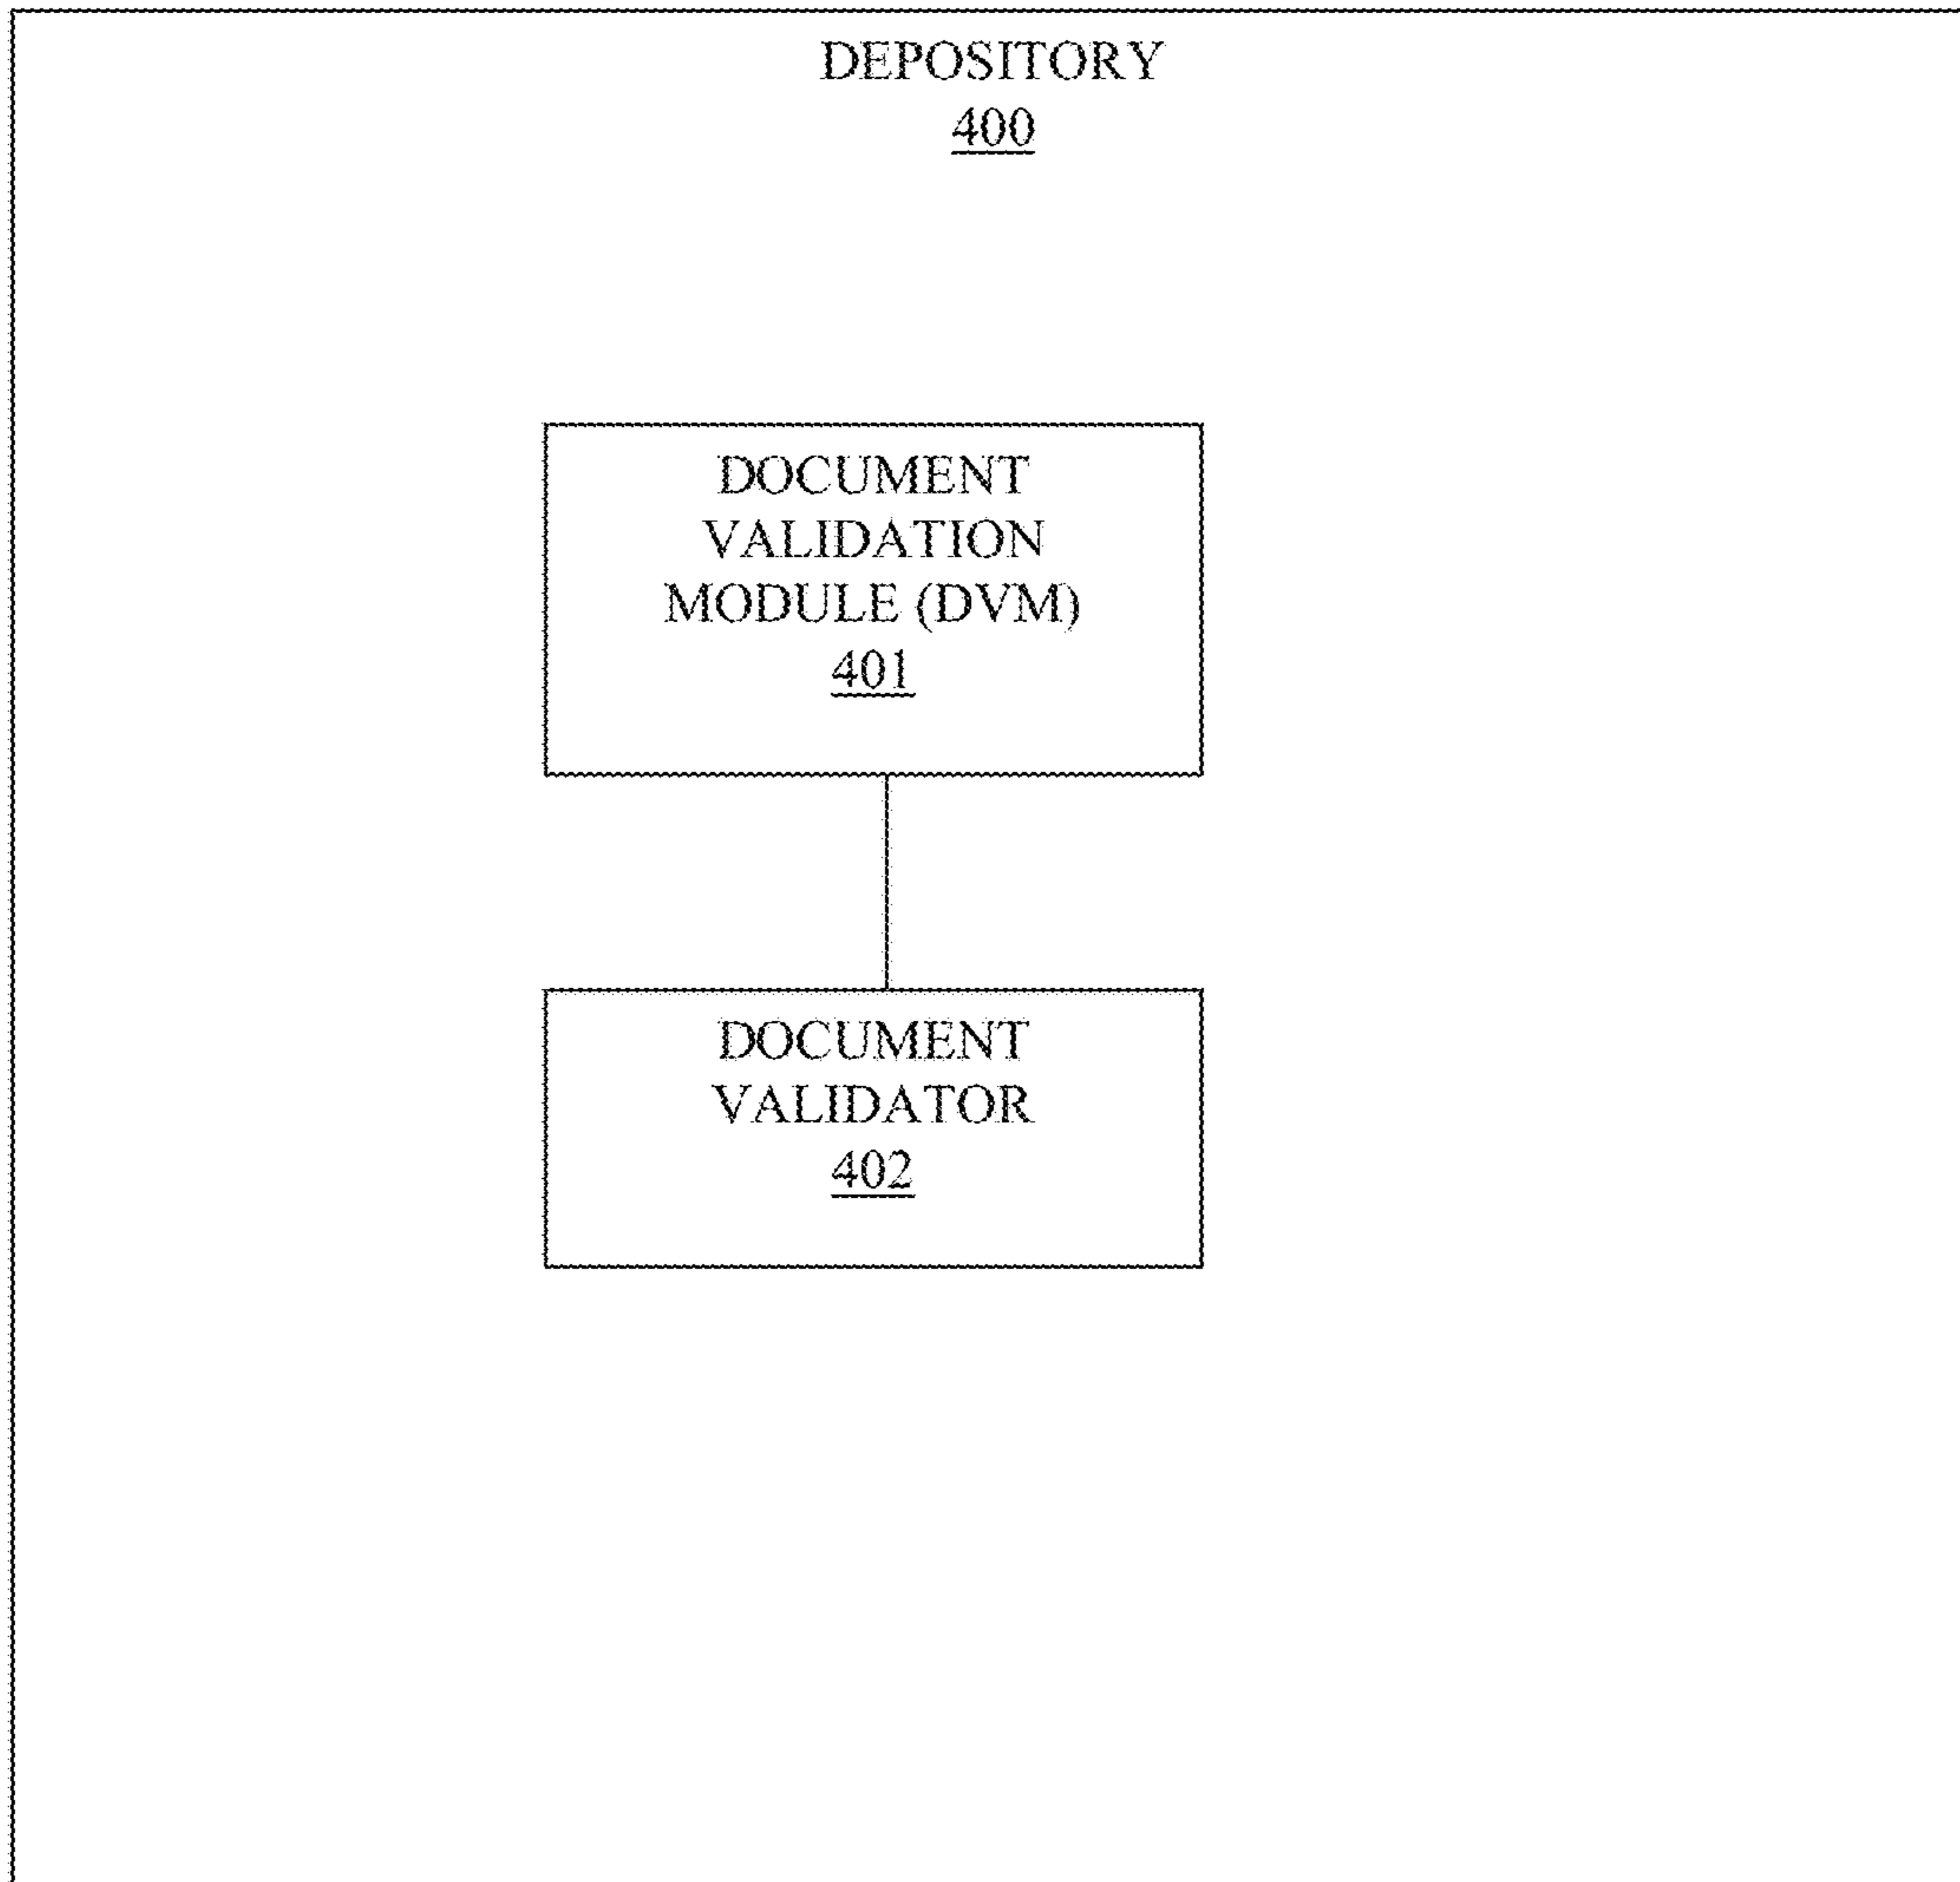 DEPOSITORY
400
DOCUMENT
VALIDATION
MODULE (DVM)
401
DOCUMENT
VALIDATOR
402